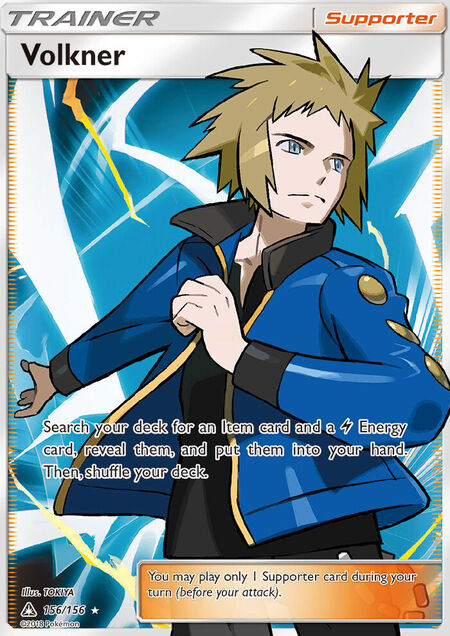 TRAINER
Supporter
Volkner
Search your deck for an Item card and a Energy
card, reveal them, and put them into your hand.
Then, shuffle your deck.
Illus. TOKIYA
156/156
©2018 Pokémon
You may play only 1 Supporter card during your
turn (before your attack).